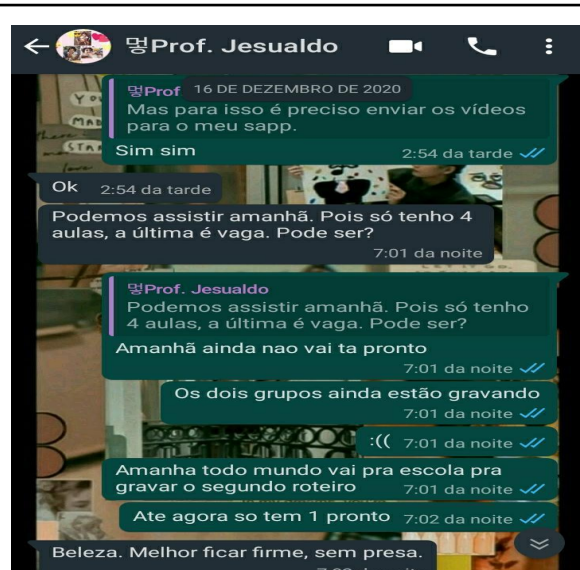 멍Prof. Jesualdo
16 DE DEZEMBRO DE 2020
멍Prof
Mas para isso é preciso enviar os vídeos
para o meu sapp.
Sim sim
2:54 da tarde
Ok 2:54 da tarde
Podemos assistir amanhã. Pois só tenho 4
aulas, a última é vaga. Pode ser?
7:01 da noite
멍Prof. Jesualdo
Podemos assistir amanhã. Pois só tenho
4 aulas, a última é vaga. Pode ser?
Amanhã ainda nao vai ta pronto
7:01 da noite
Os dois grupos ainda estão gravando
7:01 da noite
:(( 7:01 da noite
Amanha todo mundo vai pra escola pra
gravar o segundo roteiro 7:01 da noite
Ate agora so tem 1 pronto 7:02 da noite
Beleza. Melhor ficar firme, sem presa.